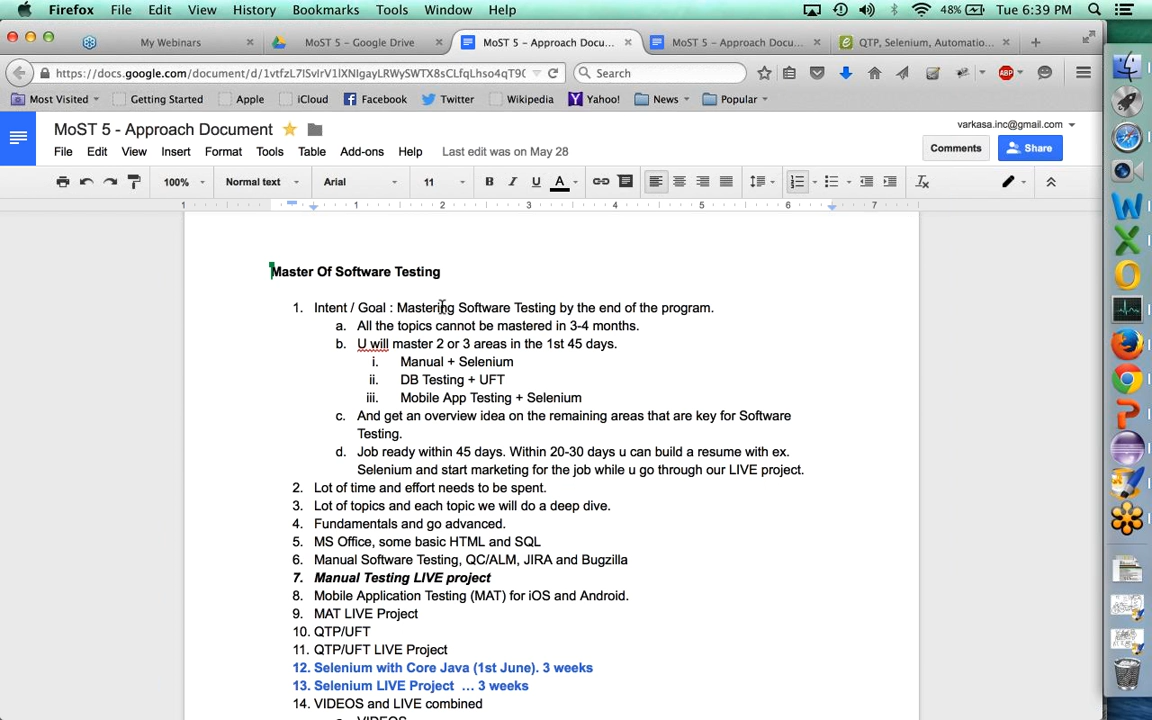 Firefox File Edit View History Bookmarks Tools Window Help 48% Tue 6:39 PM
My Webinars × MoST 5 – Google Drive × MoST 5 - Approach Docu... × MoST 5 - Approach Docu... × QTP, Selenium, Automatio... × +
Search
ABP
Most Visited Getting Started Apple iCloud Facebook Twitter Wikipedia Yahoo! News Popular
MoST 5 - Approach Document varkasa.inc@gmail.com
File Edit View Insert Format Tools Table Add-ons Help Last edit was on May 28 Comments Share
100% Normal text Arial 11 B I U A
1 1 2 3 4 5 6 7
Master Of Software Testing
1. Intent / Goal : Mastering Software Testing by the end of the program.
a. All the topics cannot be mastered in 3-4 months.
b. U will master 2 or 3 areas in the 1st 45 days.
i. Manual + Selenium
ii. DB Testing + UFT
iii. Mobile App Testing + Selenium
c. And get an overview idea on the remaining areas that are key for Software
Testing.
d. Job ready within 45 days. Within 20-30 days u can build a resume with ex.
Selenium and start marketing for the job while u go through our LIVE project.
2. Lot of time and effort needs to be spent.
3. Lot of topics and each topic we will do a deep dive.
4. Fundamentals and go advanced.
5. MS Office, some basic HTML and SQL
6. Manual Software Testing, QC/ALM, JIRA and Bugzilla
7. Manual Testing LIVE project
8. Mobile Application Testing (MAT) for iOS and Android.
9. MAT LIVE Project
10. QTP/UFT
11. QTP/UFT LIVE Project
12. Selenium with Core Java (1st June). 3 weeks
13. Selenium LIVE Project ... 3 weeks
14. VIDEOS and LIVE combined